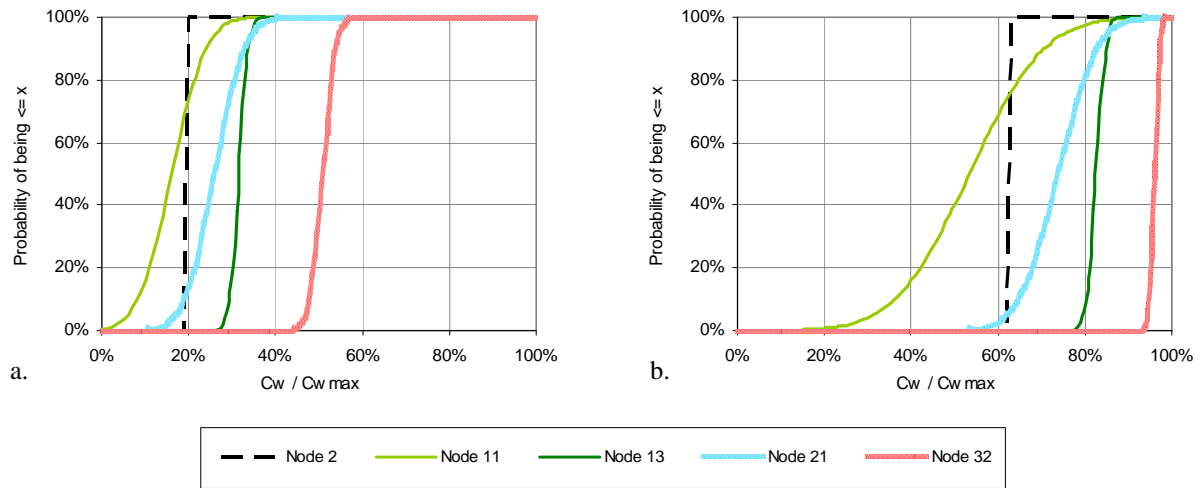 100%
80%
60%
40%
20%
0%
Probability of being <= x
0% 20% 40% 60% 80% 100%
Cw / Cw max
a.
100%
80%
60%
40%
20%
0%
Probability of being <= x
0% 20% 40% 60% 80% 100%
Cw / Cw max
b.
Node 2 Node 11 Node 13 Node 21 Node 32